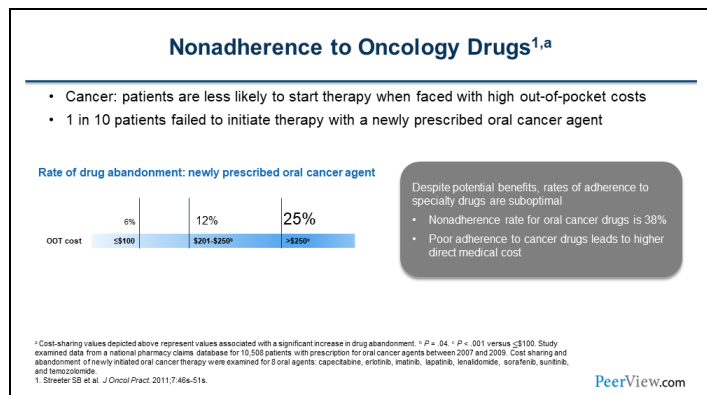 Nonadherence to Oncology Drugs1,a
• Cancer: patients are less likely to start therapy when faced with high out-of-pocket costs
• 1 in 10 patients failed to initiate therapy with a newly prescribed oral cancer agent
Rate of drug abandonment: newly prescribed oral cancer agent
6% 12% 25%
OOT cost ≤$100 $201-$250b >$250c
Despite potential benefits, rates of adherence to
specialty drugs are suboptimal
• Nonadherence rate for oral cancer drugs is 38%
• Poor adherence to cancer drugs leads to higher
direct medical cost
a Cost-sharing values depicted above represent values associated with a significant increase in drug abandonment. b P = .04. c P < .001 versus ≤$100. Study
examined data from a national pharmacy claims database for 10,508 patients with prescription for oral cancer agents between 2007 and 2009. Cost sharing and
abandonment of newly initiated oral cancer therapy were examined for 8 oral agents: capecitabine, erlotinib, imatinib, lapatinib, lenalidomide, sorafenib, sunitinib,
and temozolomide.
1. Streeter SB et al. J Oncol Pract. 2011;7:46s-51s.
PeerView.com